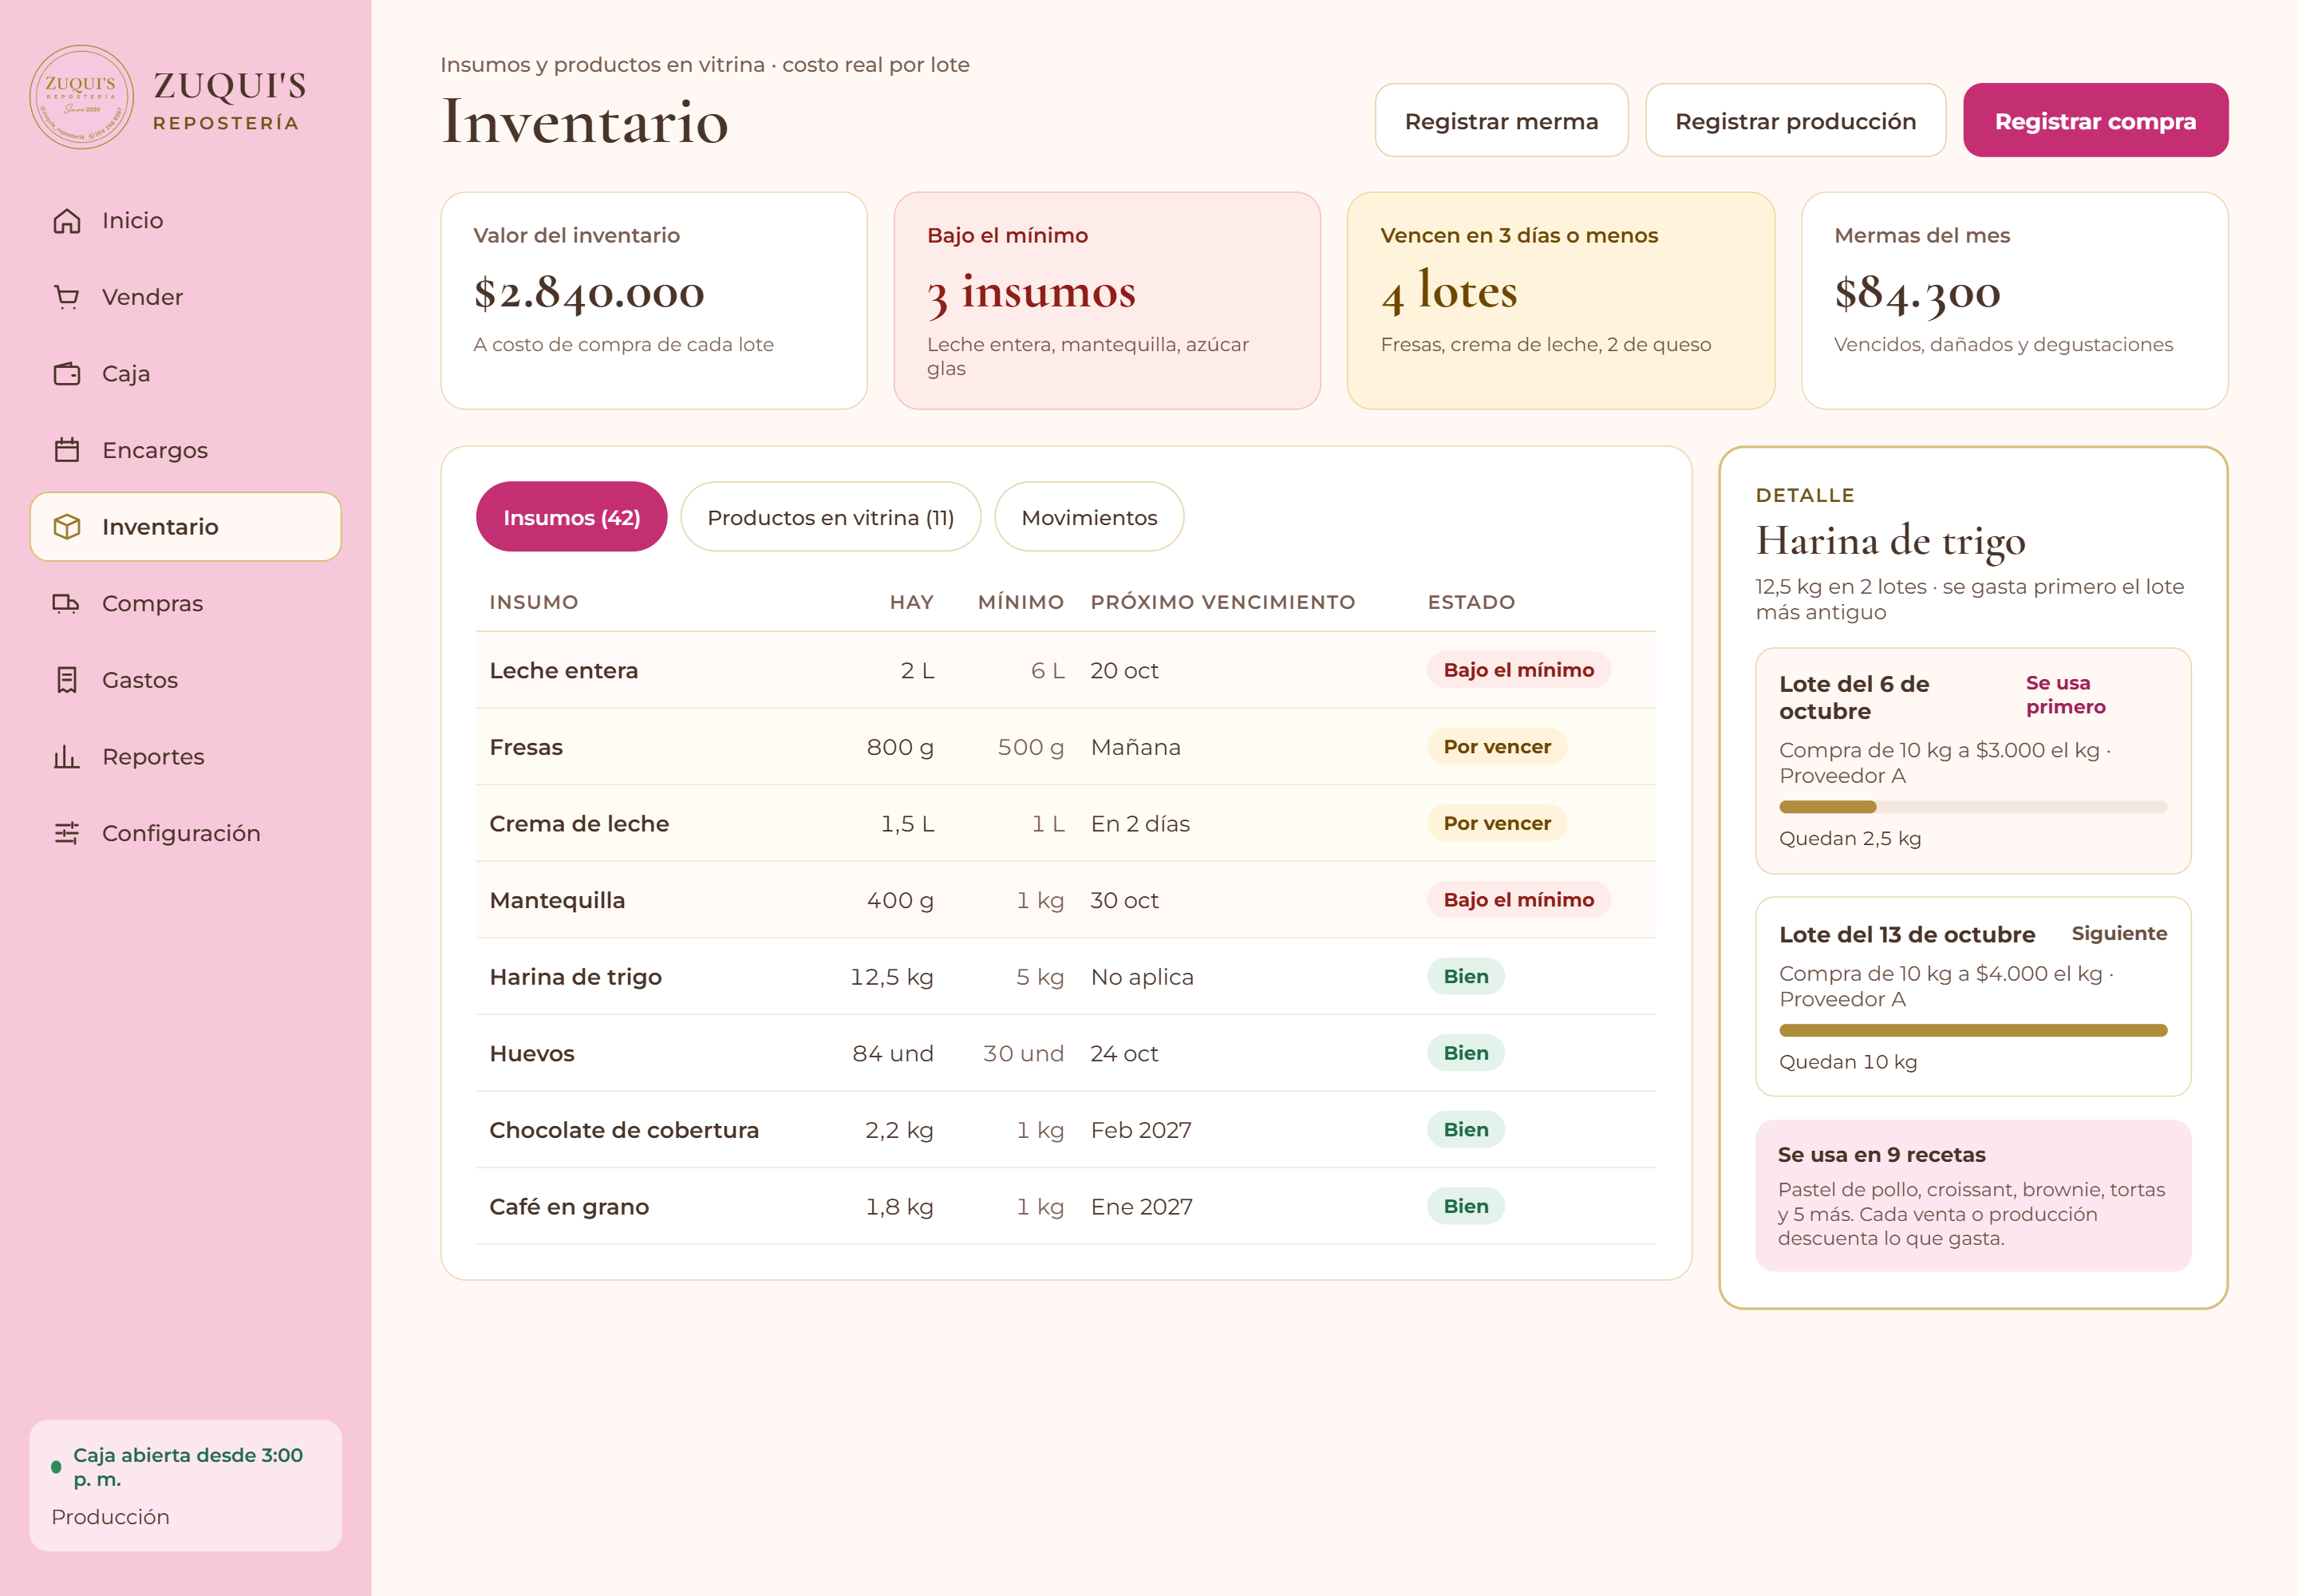 ZUQUI'S
REPOSTERÍA
Since 2020
ZUQUI'S
REPOSTERÍA
Inicio
Vender
Caja
Encargos
Inventario
Compras
Gastos
Reportes
Configuración
Caja abierta desde 3:00
p. m.
Producción
Insumos y productos en vitrina · costo real por lote
Inventario
Registrar merma
Registrar producción
Registrar compra
Valor del inventario
$2.840.000
A costo de compra de cada lote
Bajo el mínimo
3 insumos
Leche entera, mantequilla, azúcar
glas
Vencen en 3 días o menos
4 lotes
Fresas, crema de leche, 2 de queso
Mermas del mes
$84.300
Vencidos, dañados y degustaciones
Insumos (42)
Productos en vitrina (11)
Movimientos
INSUMO HAY MÍNIMO PRÓXIMO VENCIMIENTO ESTADO
Leche entera 2 L 6 L 20 oct Bajo el mínimo
Fresas 800 g 500 g Mañana Por vencer
Crema de leche 1,5 L 1 L En 2 días Por vencer
Mantequilla 400 g 1 kg 30 oct Bajo el mínimo
Harina de trigo 12,5 kg 5 kg No aplica Bien
Huevos 84 und 30 und 24 oct Bien
Chocolate de cobertura 2,2 kg 1 kg Feb 2027 Bien
Café en grano 1,8 kg 1 kg Ene 2027 Bien
DETALLE
Harina de trigo
12,5 kg en 2 lotes · se gasta primero el lote
más antiguo
Lote del 6 de
octubre
Se usa
primero
Compra de 10 kg a $3.000 el kg ·
Proveedor A
Quedan 2,5 kg
Lote del 13 de octubre
Siguiente
Compra de 10 kg a $4.000 el kg ·
Proveedor A
Quedan 10 kg
Se usa en 9 recetas
Pastel de pollo, croissant, brownie, tortas
y 5 más. Cada venta o producción
descuenta lo que gasta.